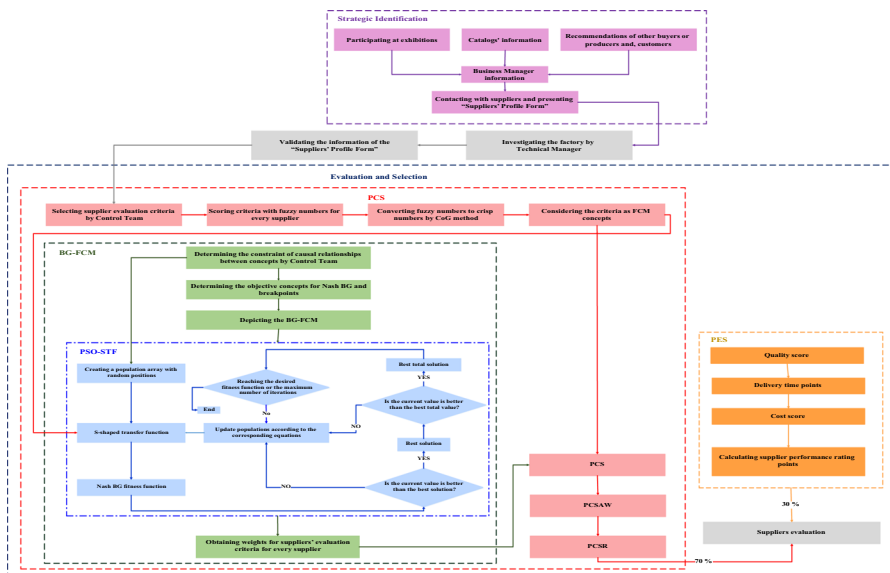 Strategic Identification
Participating at exhibitions
Catalogs' information
Recommendations of other buyers or
producers and, customers
Business Manager
information
Contacting with suppliers and presenting
"Suppliers' Profile Form"
Validating the information of the
"Suppliers' Profile Form"
Investigating the factory by
Technical Manager
Evaluation and Selection
PCS
Selecting supplier evaluation criteria
by Control Team
Scoring criteria with fuzzy numbers for
every supplier
Converting fuzzy numbers to crisp
numbers by CoG method
Considering the criteria as FCM
concepts
BG-FCM
Determining the constraint of causal relationships
between concepts by Control Team
Determining the objective concepts for Nash BG and
breakpoints
Depicting the BG-FCM
PSO-STF
Creating a population array with
random positions
Reaching the desired
fitness function or the maximum
number of iterations
End
No
Best total solution
YES
Is the current value is better
than the best total value?
NO
S-shaped transfer function
Update populations according to the
corresponding equations
Best solution
YES
Nash BG fitness function
NO
Is the current value is better
than the best solution?
Obtaining weights for suppliers' evaluation
criteria for every supplier
PCS
PCSAW
PCSR
70 %
PES
Quality score
Delivery time points
Cost score
Calculating supplier performance rating
points
30 %
Suppliers evaluation